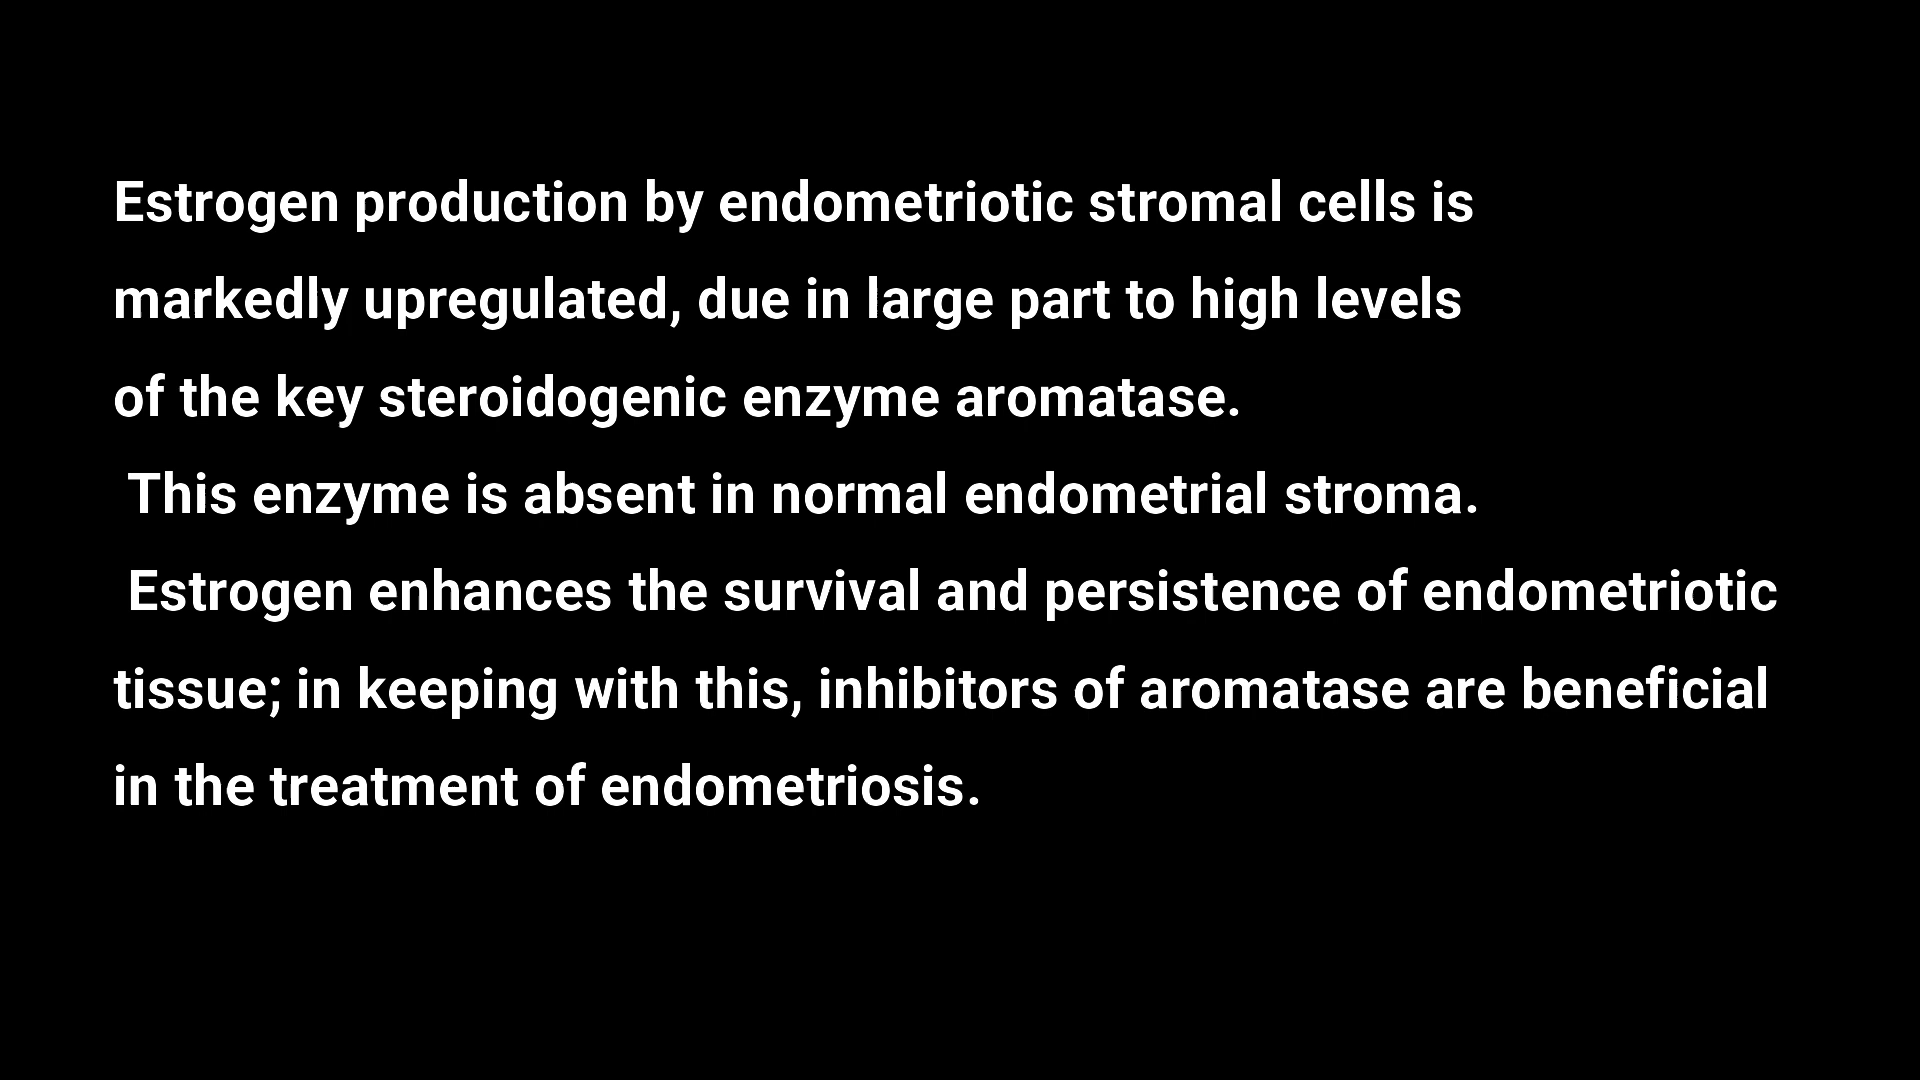 Estrogen production by endometriotic stromal cells is
markedly upregulated, due in large part to high levels
of the key steroidogenic enzyme aromatase.
This enzyme is absent in normal endometrial stroma.
Estrogen enhances the survival and persistence of endometriotic
tissue; in keeping with this, inhibitors of aromatase are beneficial
in the treatment of endometriosis.